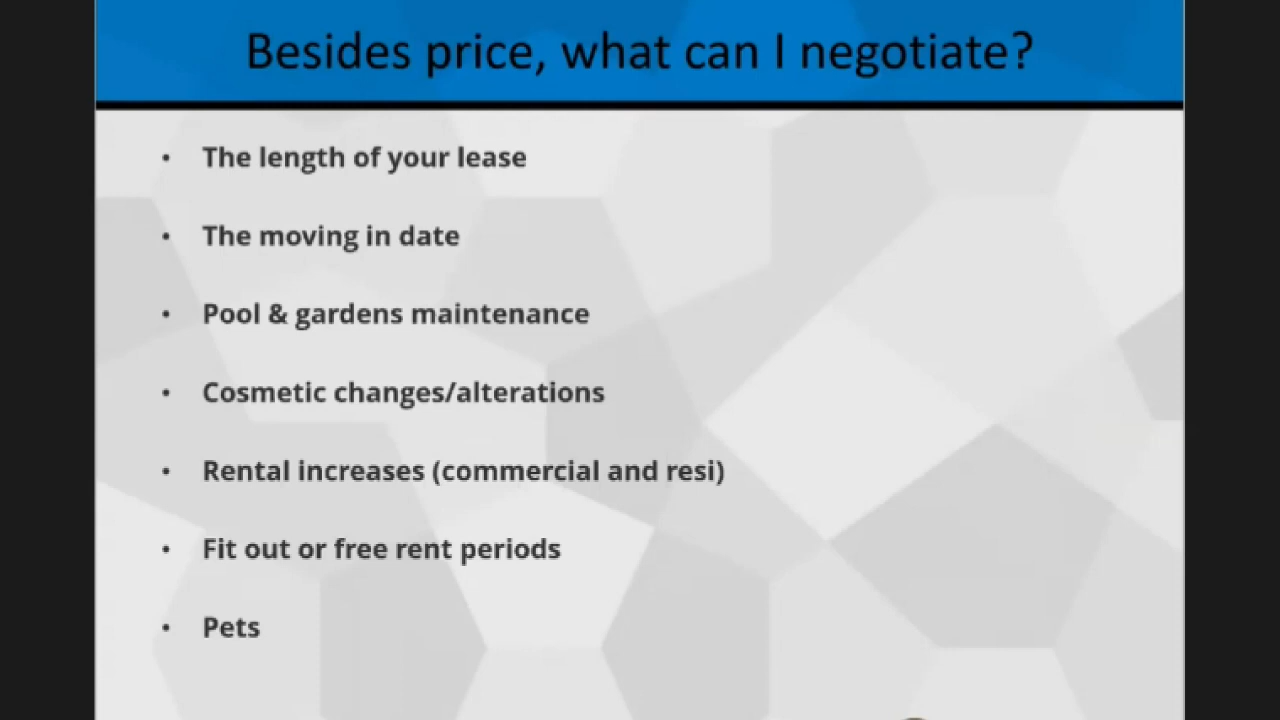 Besides price, what can I negotiate?
• The length of your lease
• The moving in date
• Pool & gardens maintenance
• Cosmetic changes/alterations
• Rental increases (commercial and resi)
• Fit out or free rent periods
• Pets